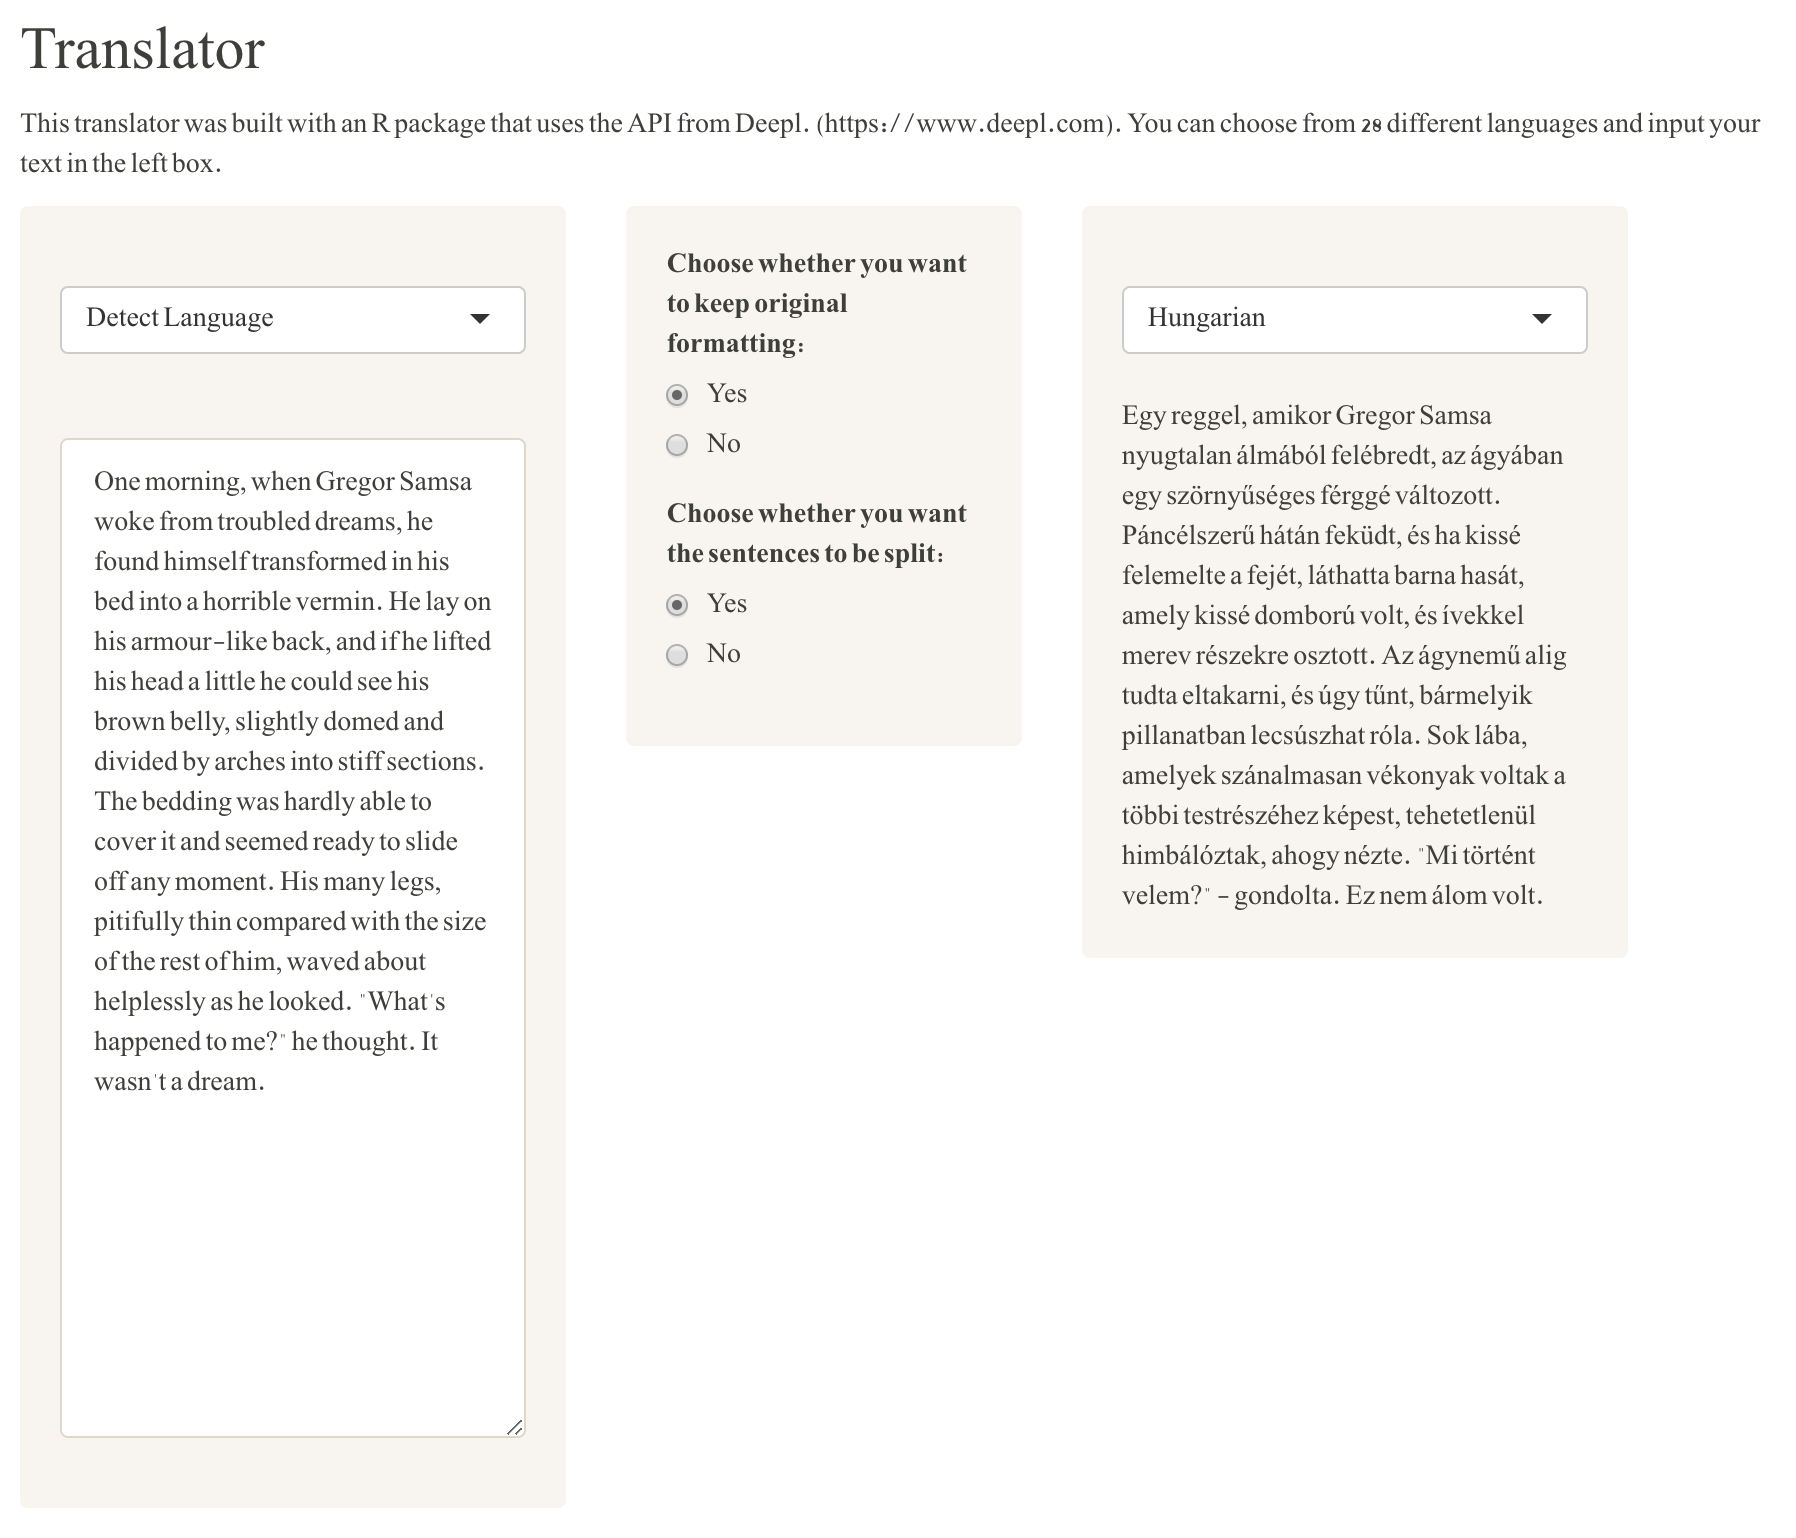 Translator
This translator was built with an R package that uses the API from Deepl. (https://www.deepl.com). You can choose from 28 different languages and input your
text in the left box.
Detect Language
One morning, when Gregor Samsa
woke from troubled dreams, he
found himself transformed in his
bed into a horrible vermin. He lay on
his armour-like back, and if he lifted
his head a little he could see his
brown belly, slightly domed and
divided by arches into stiff sections.
The bedding was hardly able to
cover it and seemed ready to slide
off any moment. His many legs,
pitifully thin compared with the size
of the rest of him, waved about
helplessly as he looked. "What's
happened to me?" he thought. It
wasn't a dream.
Choose whether you want
to keep original
formatting:
Yes
No
Choose whether you want
the sentences to be split:
Yes
No
Hungarian
Egy reggel, amikor Gregor Samsa
nyugtalan álmából felébredt, az ágyában
egy szörnyűséges férggé változott.
Páncélszerű hátán feküdt, és ha kissé
felemelte a fejét, láthatta barna hasát,
amely kissé domború volt, és ívekkel
merev részekre osztott. Az ágynemű alig
tudta eltakarni, és úgy tűnt, bármelyik
pillanatban lecsúszhat róla. Sok lába,
amelyek szánalmasan vékonyak voltak a
többi testrészéhez képest, tehetetlenül
himbálóztak, ahogy nézte. "Mi történt
velem?" - gondolta. Ez nem álom volt.